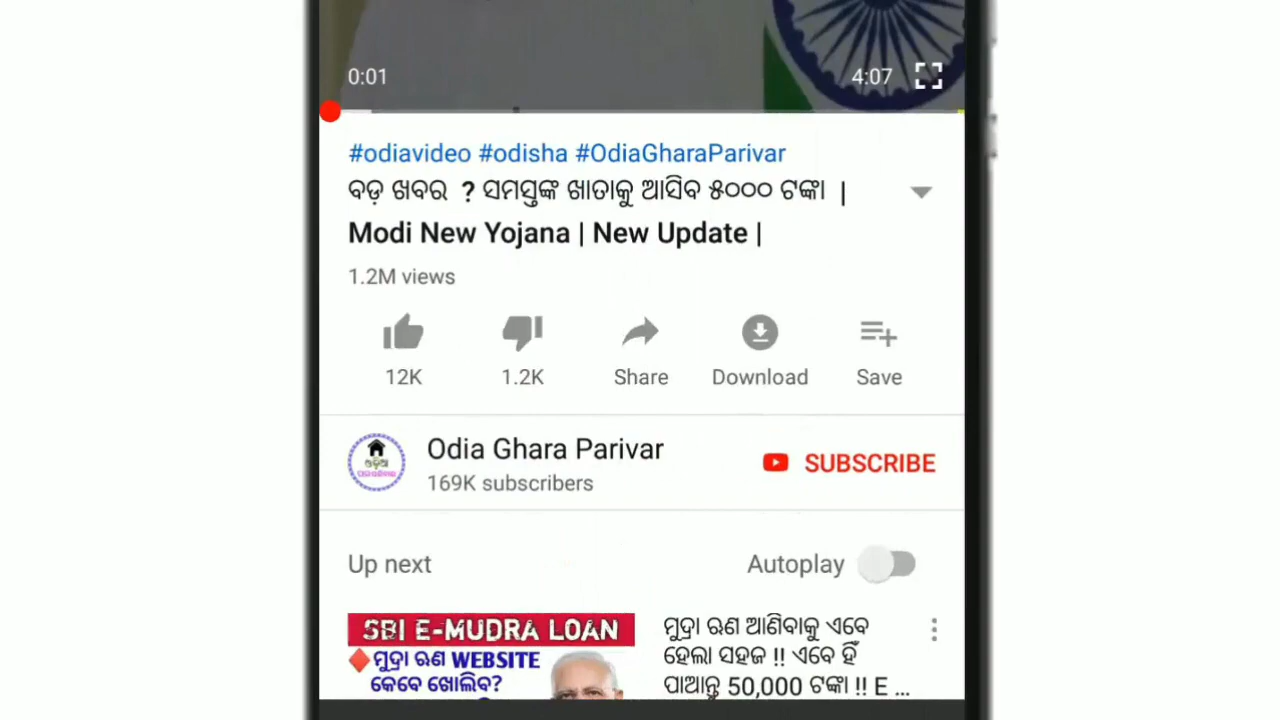 0:01 4:07
#odiavideo #odisha #OdiaGharaParivar
ବଡ଼ ଖବର ? ସମସ୍ତଙ୍କ ଖାତାକୁ ଆସିବ ୫୦୦୦ ଟଙ୍କା |
Modi New Yojana | New Update |
1.2M views
12K 1.2K Share Download Save
Odia Ghara Parivar
169K subscribers
SUBSCRIBE
Up next Autoplay
SBI E-MUDRA LOAN
ମୁଦ୍ରା ଋଣ WEBSITE
କେବେ ଖୋଲିବ?
ମୁଦ୍ରା ଋଣ ଆଣିବାକୁ ଏବେ
ହେଲା ସହଜ !! ଏବେ ହିଁ
ପାଆନ୍ତୁ 50,000 ଟଙ୍କା !! E ...